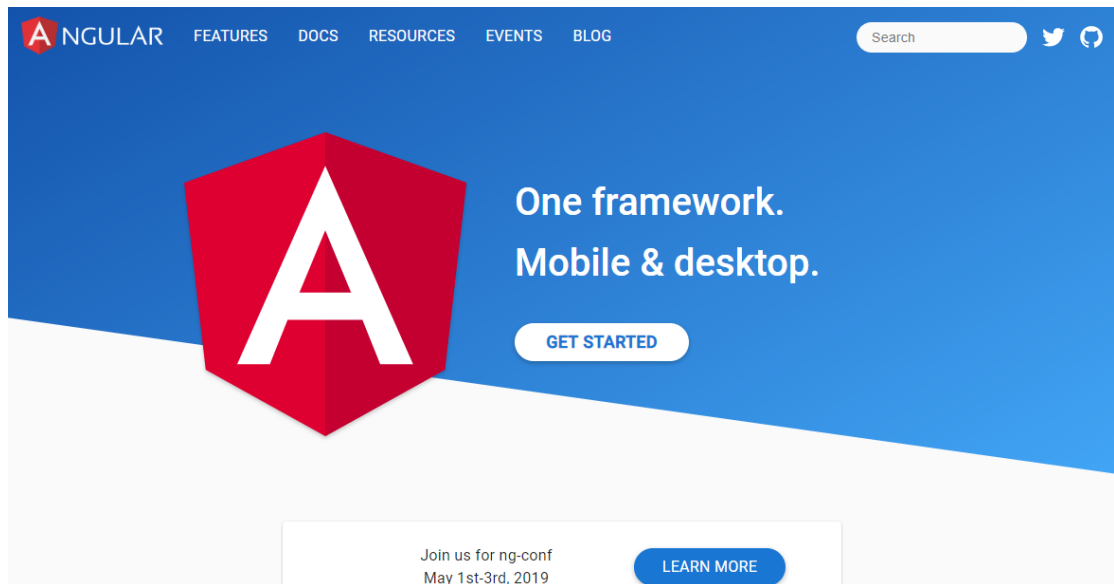 ANGULAR FEATURES DOCS RESOURCES EVENTS BLOG Search
A
One framework.
Mobile & desktop.
GET STARTED
Join us for ng-conf
May 1st-3rd, 2019
LEARN MORE